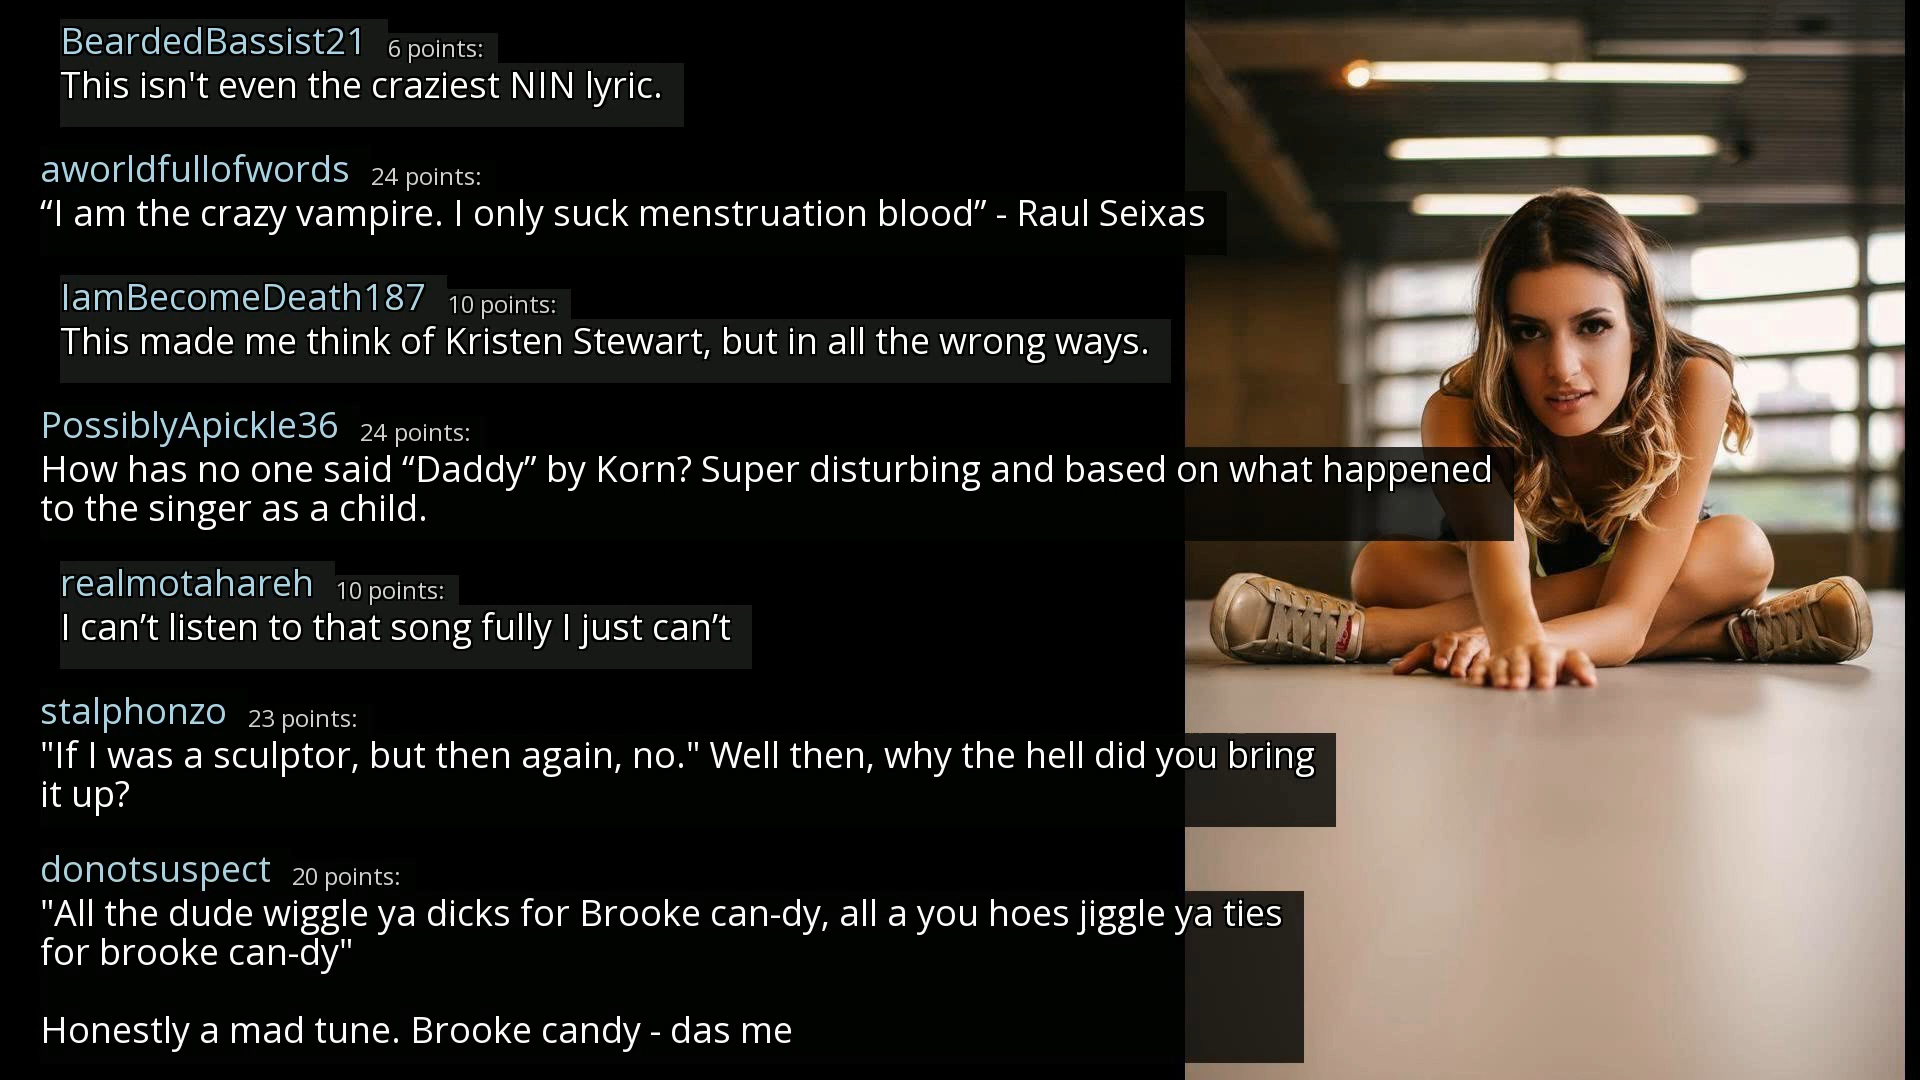 BeardedBassist21 6 points:
This isn't even the craziest NIN lyric.
aworldfullofwords 24 points:
“I am the crazy vampire. I only suck menstruation blood” - Raul Seixas
IamBecomeDeath187 10 points:
This made me think of Kristen Stewart, but in all the wrong ways.
PossiblyApickle36 24 points:
How has no one said “Daddy” by Korn? Super disturbing and based on what happened
to the singer as a child.
realmotahareh 10 points:
I can’t listen to that song fully I just can’t
stalphonzo 23 points:
"If I was a sculptor, but then again, no." Well then, why the hell did you bring
it up?
donotsuspect 20 points:
"All the dude wiggle ya dicks for Brooke can-dy, all a you hoes jiggle ya ties
for brooke can-dy"
Honestly a mad tune. Brooke candy - das me